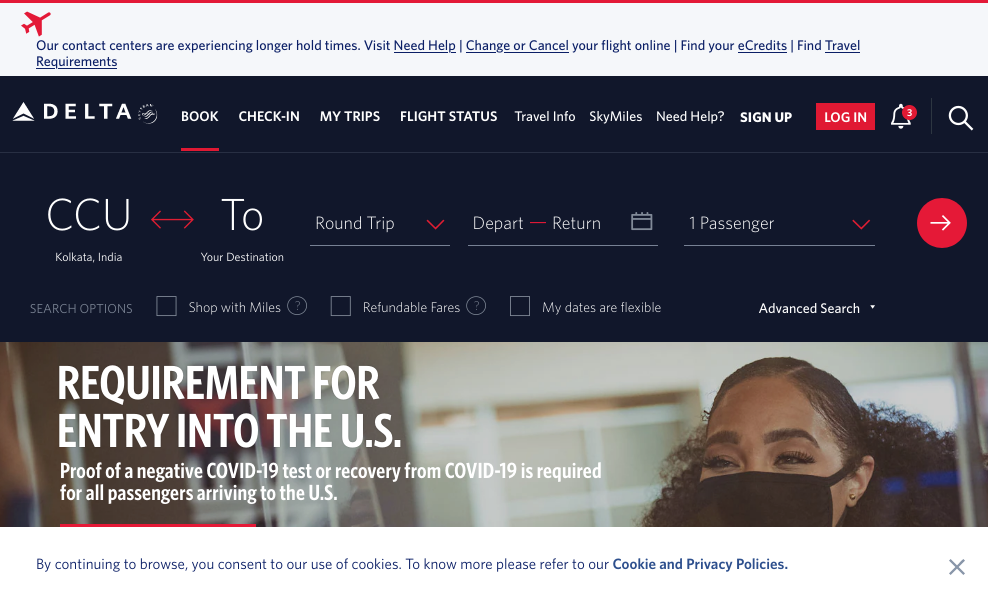 Our contact centers are experiencing longer hold times. Visit Need Help | Change or Cancel your flight online | Find your eCredits | Find Travel
Requirements
DELTA
BOOK CHECK-IN MY TRIPS FLIGHT STATUS Travel Info SkyMiles Need Help? SIGN UP LOG IN 3
CCU To
Round Trip Depart — Return 1 Passenger
Kolkata, India Your Destination
SEARCH OPTIONS Shop with Miles ? Refundable Fares ? My dates are flexible Advanced Search
REQUIREMENT FOR
ENTRY INTO THE U.S.
Proof of a negative COVID-19 test or recovery from COVID-19 is required
for all passengers arriving to the U.S.
By continuing to browse, you consent to our use of cookies. To know more please refer to our Cookie and Privacy Policies.